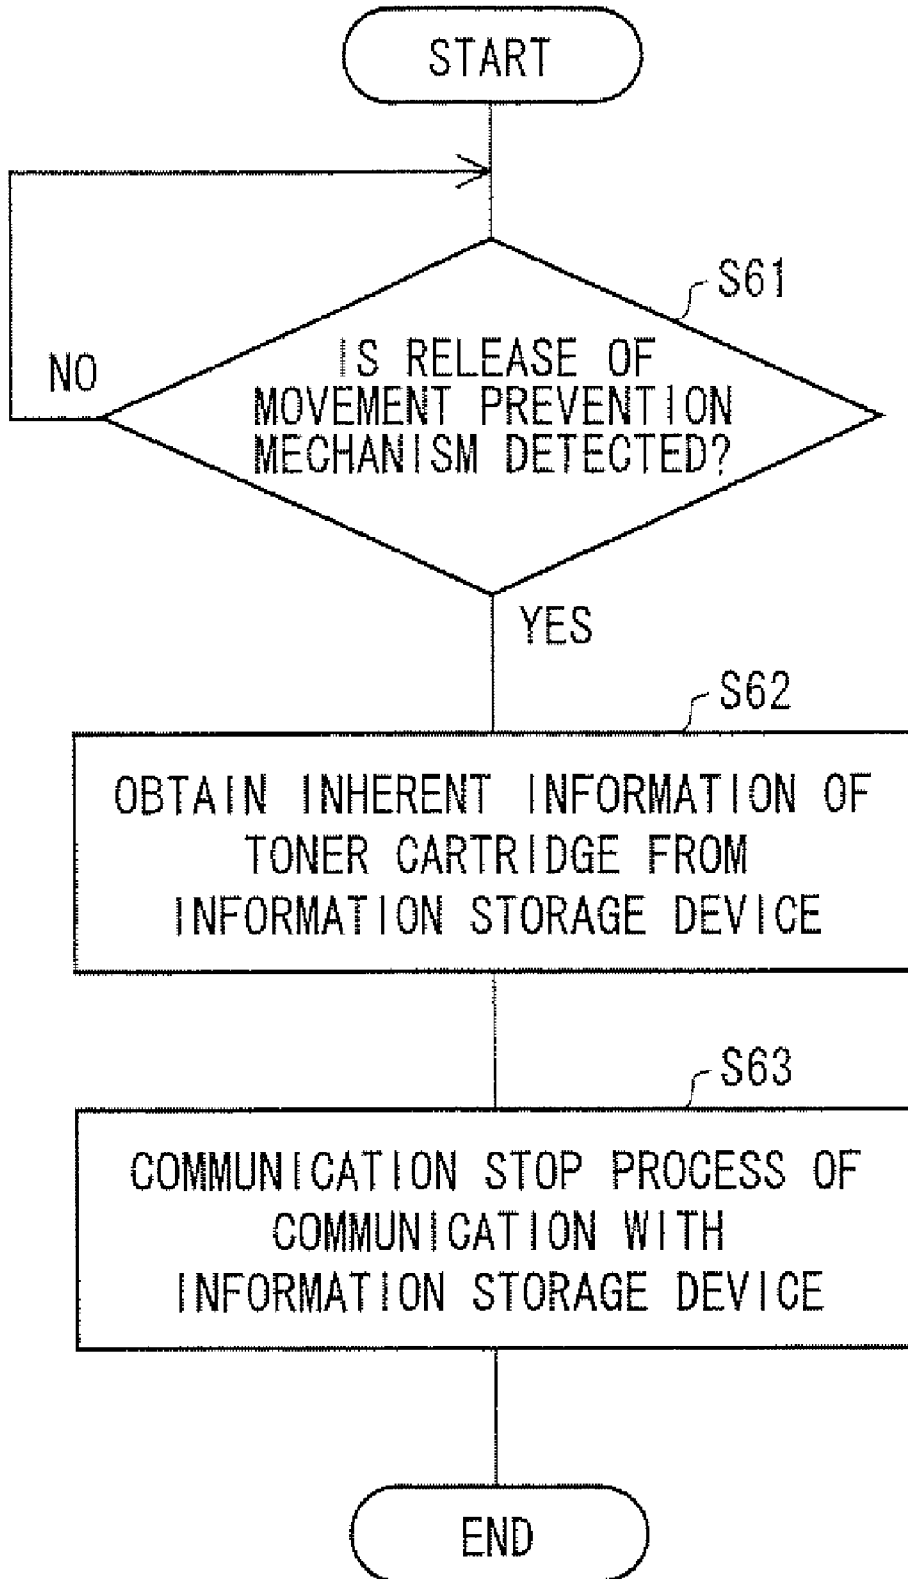 START
S61
IS RELEASE OF
MOVEMENT PREVENTION
MECHANISM DETECTED?
NO
YES
S62
OBTAIN INHERENT INFORMATION OF
TONER CARTRIDGE FROM
INFORMATION STORAGE DEVICE
S63
COMMUNICATION STOP PROCESS OF
COMMUNICATION WITH
INFORMATION STORAGE DEVICE
END